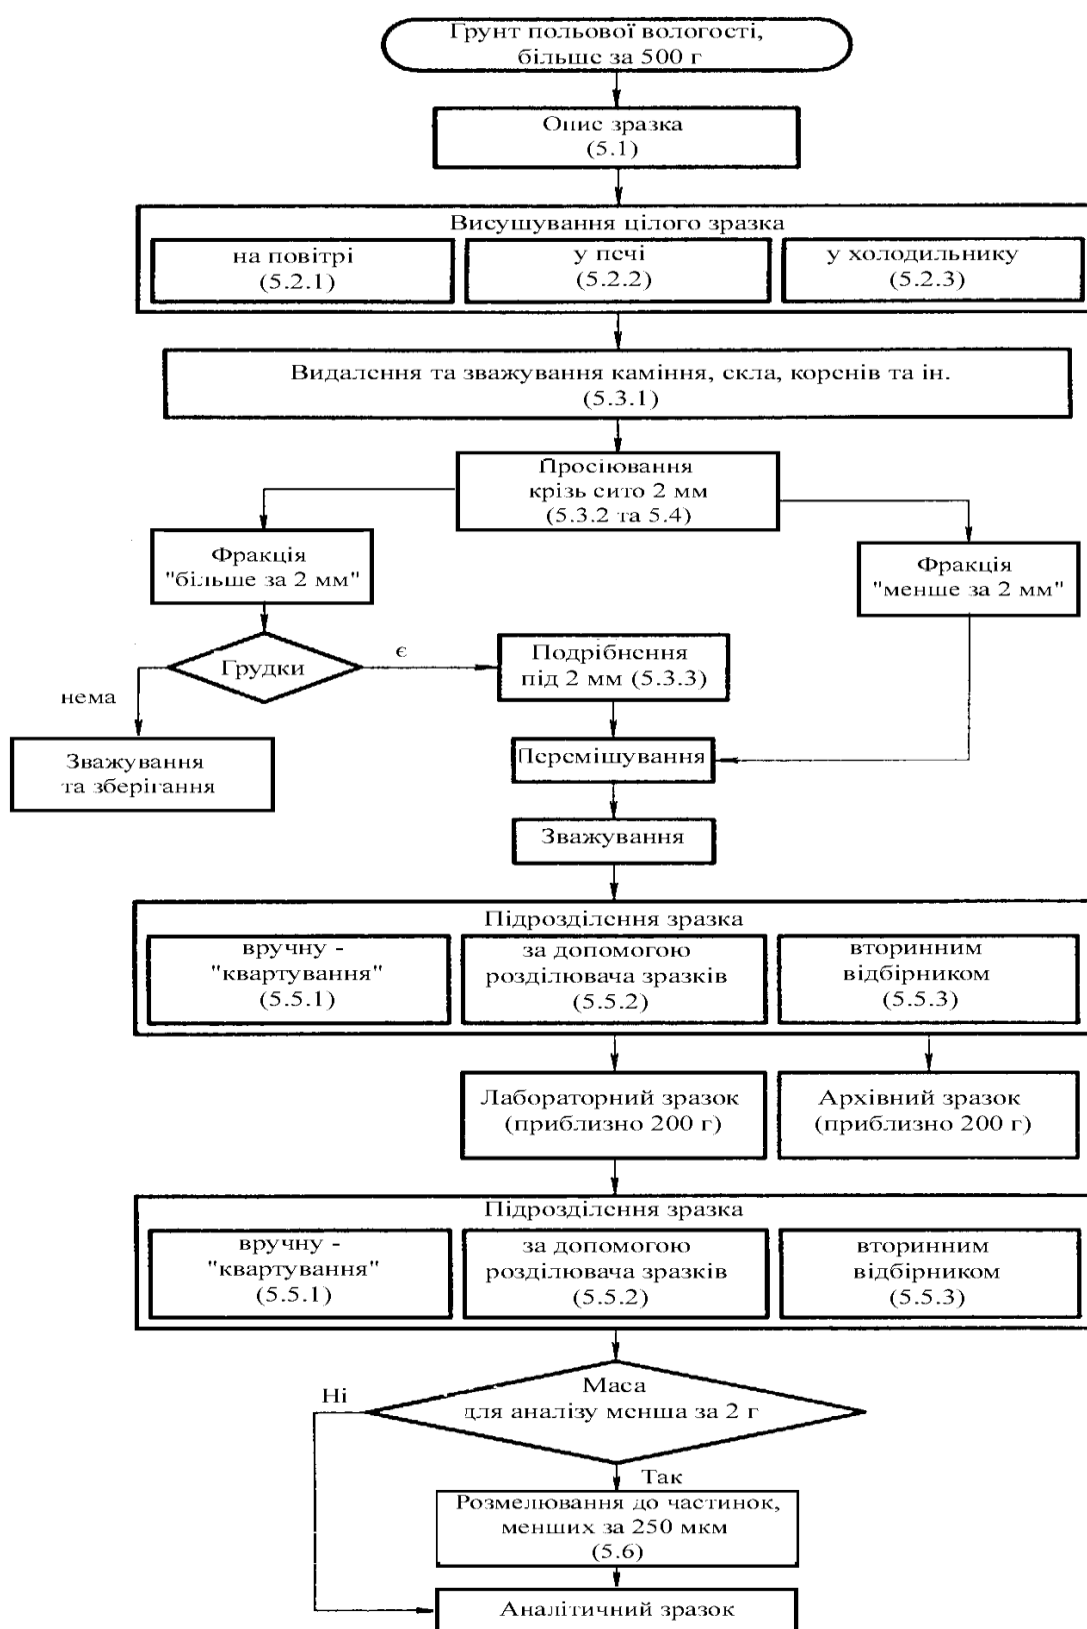 Грунт польової вологості,
більше за 500 г
Опис зразка
(5.1)
Висушування цілого зразка
на повітрі
(5.2.1)
у печі
(5.2.2)
у холодильнику
(5.2.3)
Видалення та зважування каміння, скла, коренів та ін.
(5.3.1)
Просіювання
крізь сито 2 мм
(5.3.2 та 5.4)
Фракція
"більше за 2 мм"
Фракція
"менше за 2 мм"
Грудки
є
нема
Подрібнення
під 2 мм (5.3.3)
Зважування
та зберігання
Перемішування
Зважування
Підрозділення зразка
вручну -
"квартування"
(5.5.1)
за допомогою
розділювача зразків
(5.5.2)
вторинним
відбірником
(5.5.3)
Лабораторний зразок
(приблизно 200 г)
Архівний зразок
(приблизно 200 г)
Підрозділення зразка
вручну -
"квартування"
(5.5.1)
за допомогою
розділювача зразків
(5.5.2)
вторинним
відбірником
(5.5.3)
Маса
для аналізу менша за 2 г
Ні
Так
Розмелювання до частинок,
менших за 250 мкм
(5.6)
Аналітичний зразок